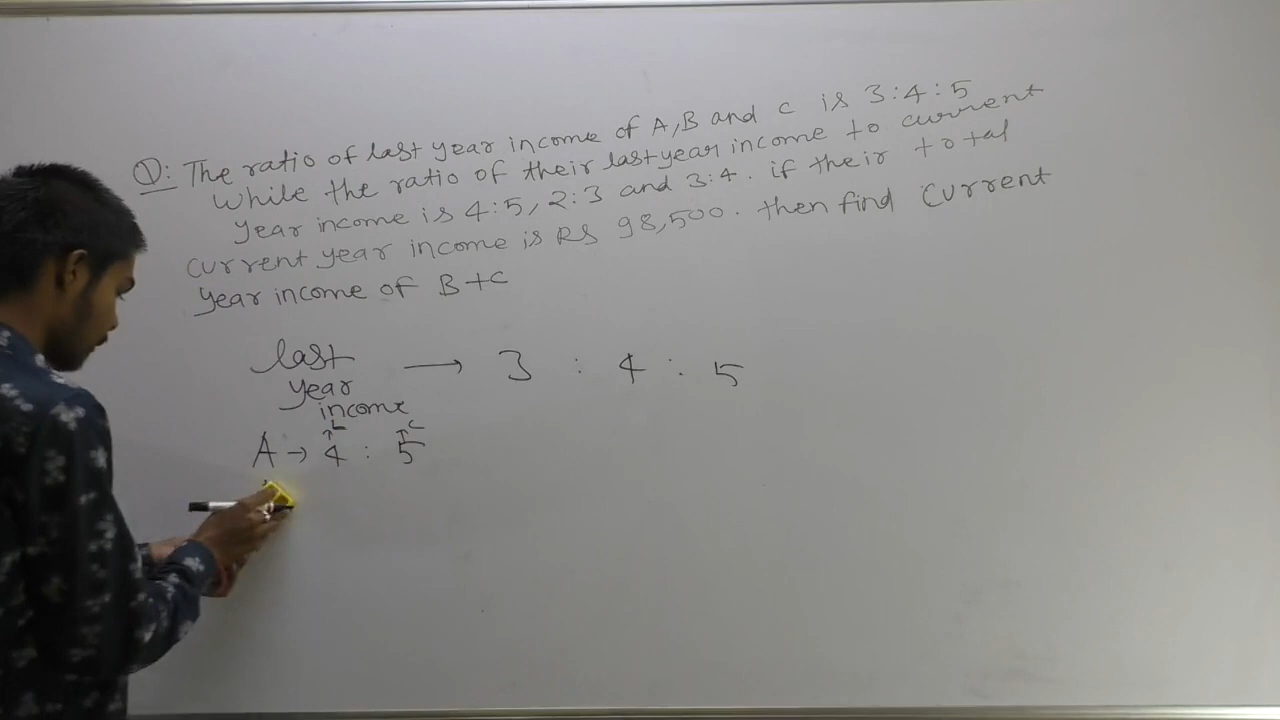 Q: The ratio of last year income of A, B and C is 3:4:5
While the ratio of their last year income to current
Year income is 4:5, 2:3 and 3:4. if their total
current year income is RS 98,500. then find Current
Year income of B+C
last → 3 : 4 : 5
year
income
L C
A → 4 : 5